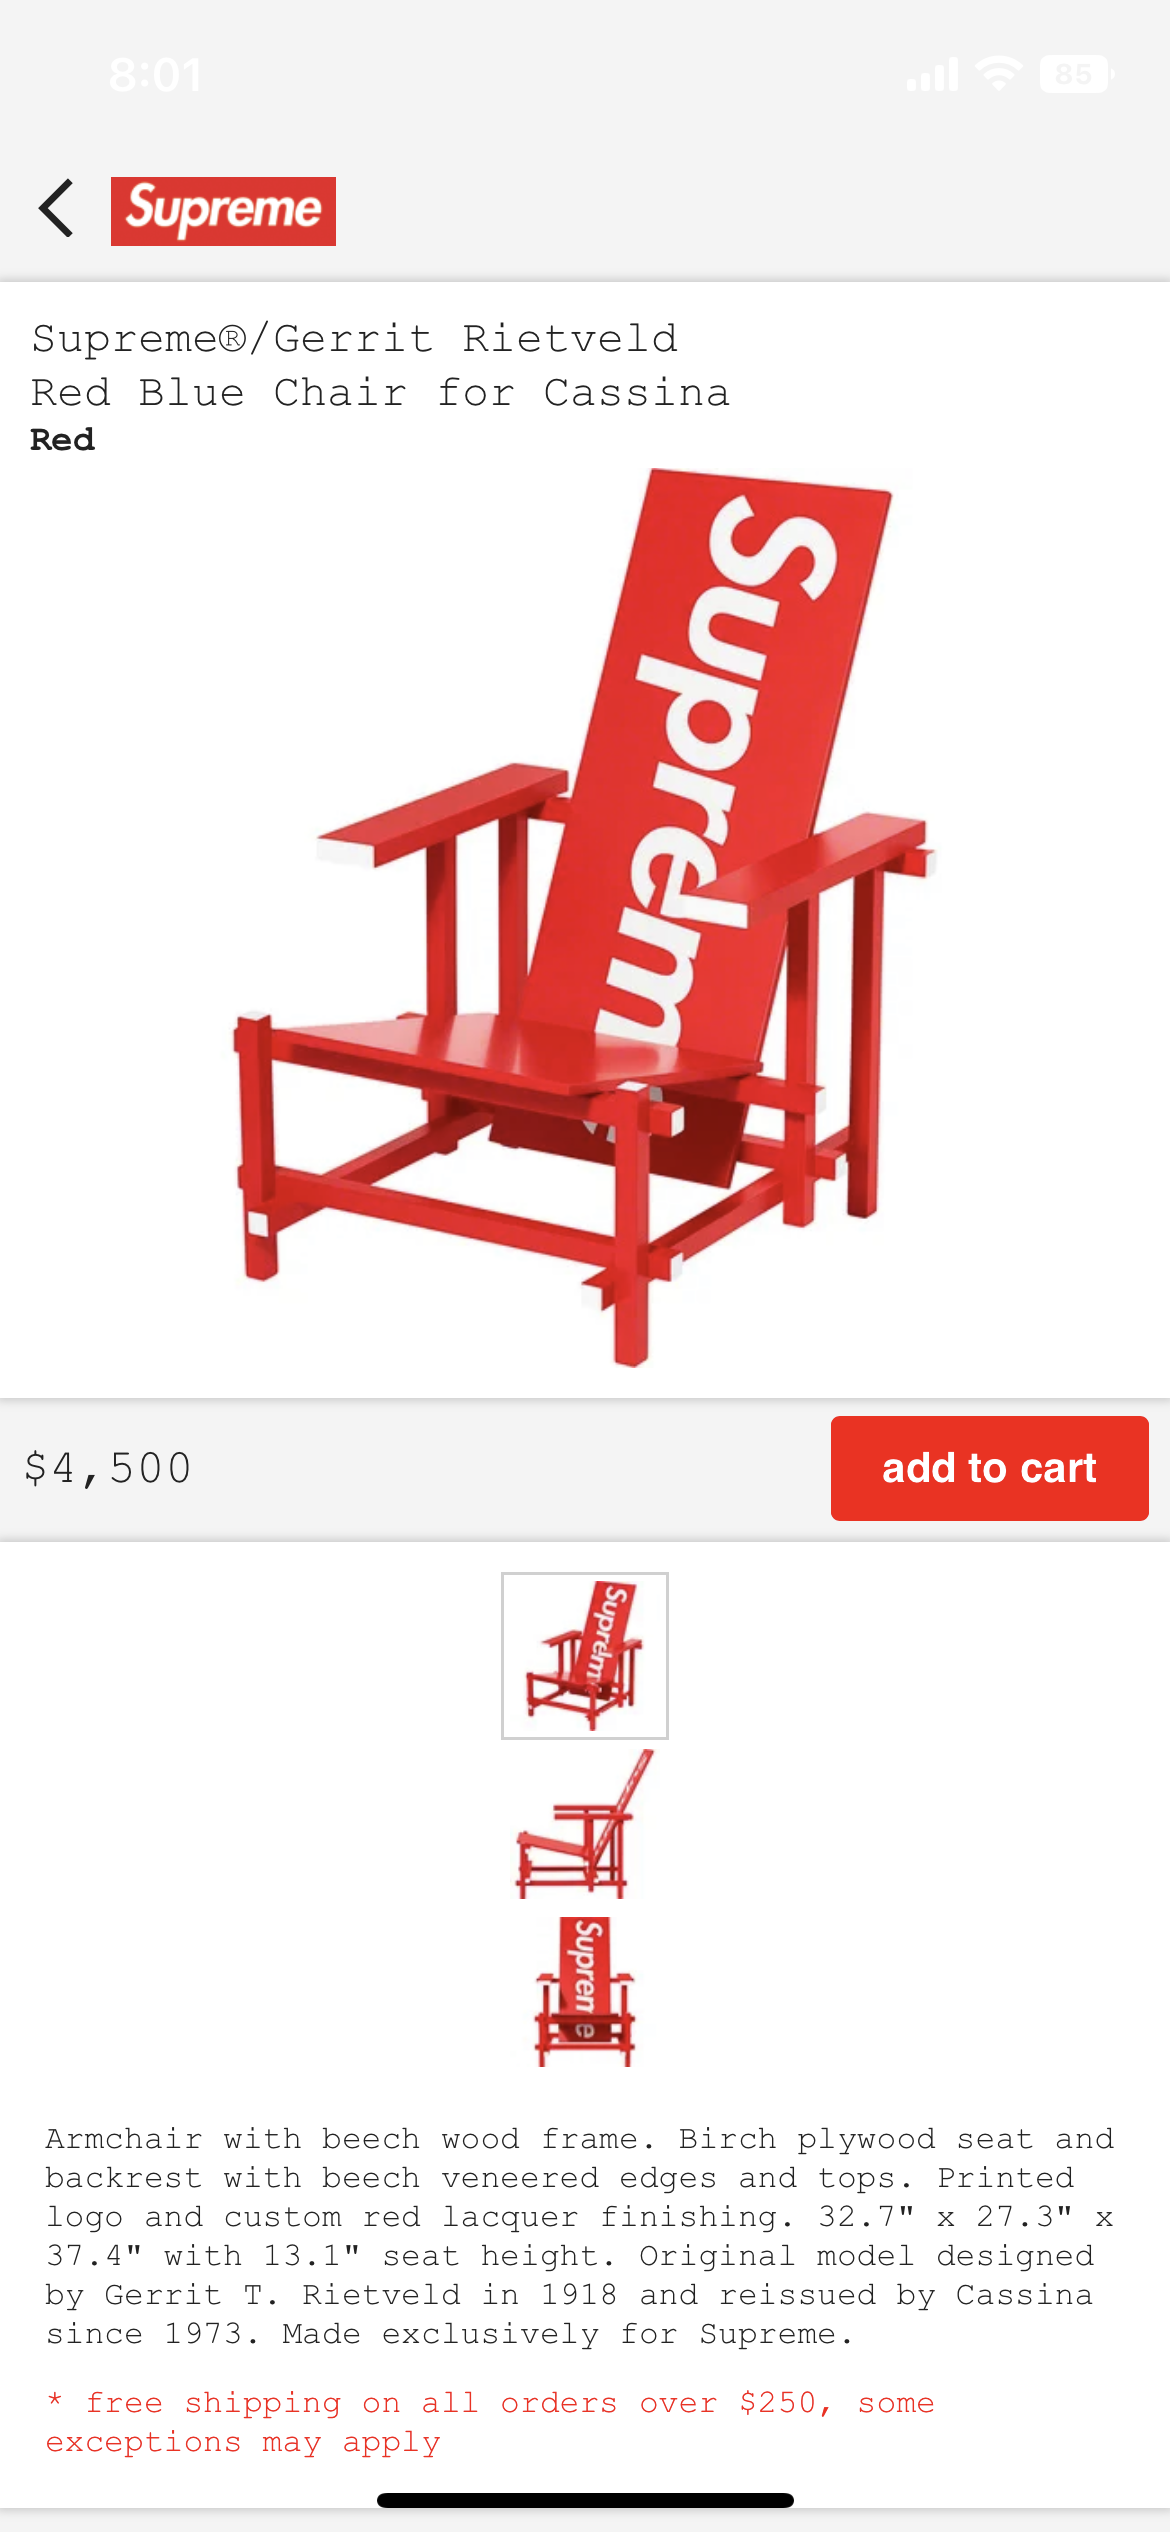 8:01
85
Supreme
Supreme®/Gerrit Rietveld
Red Blue Chair for Cassina
Red
Supreme
$4,500
add to cart
Supreme
Supreme
Armchair with beech wood frame. Birch plywood seat and
backrest with beech veneered edges and tops. Printed
logo and custom red lacquer finishing. 32.7" x 27.3" x
37.4" with 13.1" seat height. Original model designed
by Gerrit T. Rietveld in 1918 and reissued by Cassina
since 1973. Made exclusively for Supreme.
* free shipping on all orders over $250, some
exceptions may apply